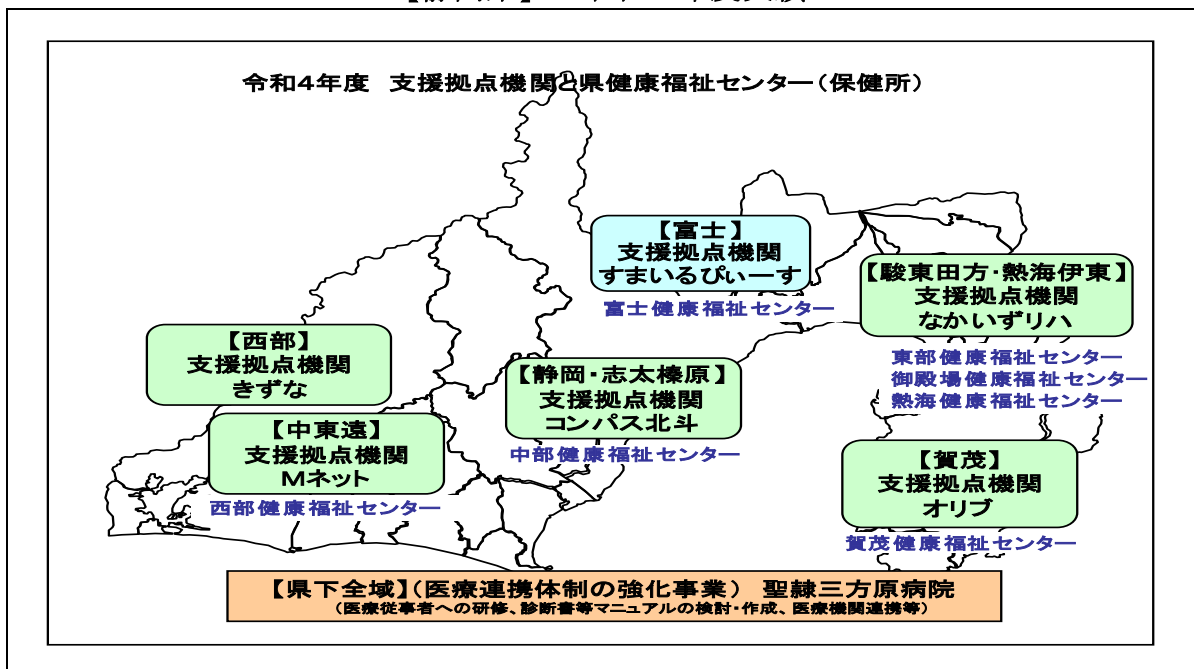 令和4年度 支援拠点機関と県健康福祉センター(保健所)
【富士】
支援拠点機関
すまいるぴぃーす
富士健康福祉センター
【駿東田方・熱海伊東】
支援拠点機関
なかいずリハ
東部健康福祉センター
御殿場健康福祉センター
熱海健康福祉センター
【西部】
支援拠点機関
きずな
【静岡・志太榛原】
支援拠点機関
コンパス北斗
中部健康福祉センター
【中東遠】
支援拠点機関
Mネット
西部健康福祉センター
【賀茂】
支援拠点機関
オリブ
賀茂健康福祉センター
【県下全域】(医療連携体制の強化事業) 聖隷三方原病院
(医療従事者への研修、診断書等マニュアルの検討・作成、医療機関連携等)